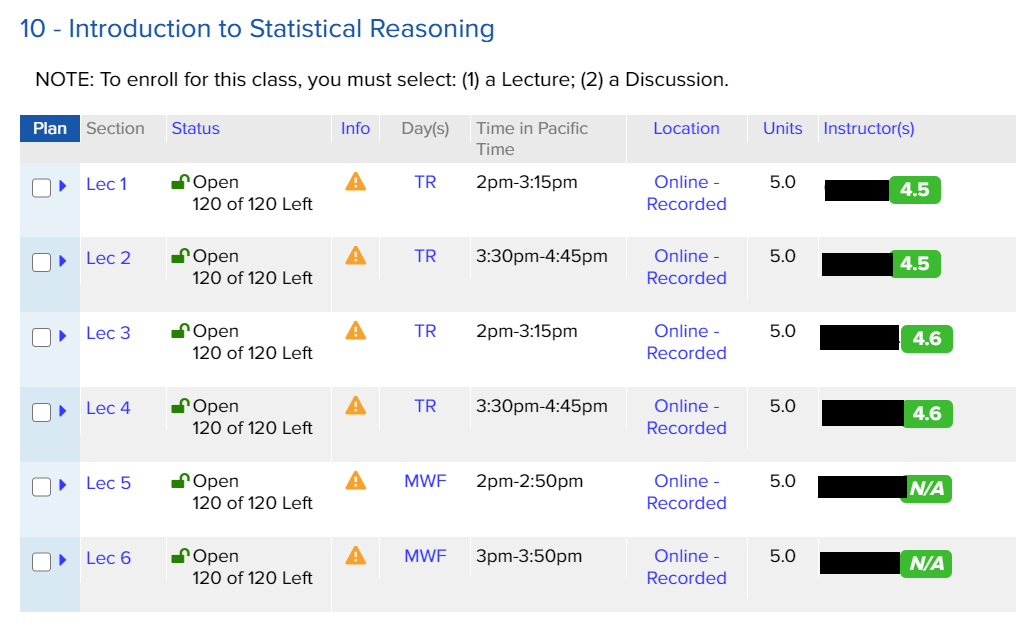 10 - Introduction to Statistical Reasoning
NOTE: To enroll for this class, you must select: (1) a Lecture; (2) a Discussion.
Plan Section Status Info Day(s) Time in Pacific Time Location Units Instructor(s)
Lec 1 Open TR 2pm-3:15pm Online - 5.0 4.5
120 of 120 Left Recorded
Lec 2 Open TR 3:30pm-4:45pm Online - 5.0 4.5
120 of 120 Left Recorded
Lec 3 Open TR 2pm-3:15pm Online - 5.0 4.6
120 of 120 Left Recorded
Lec 4 Open TR 3:30pm-4:45pm Online - 5.0 4.6
120 of 120 Left Recorded
Lec 5 Open MWF 2pm-2:50pm Online - 5.0 N/A
120 of 120 Left Recorded
Lec 6 Open MWF 3pm-3:50pm Online - 5.0 N/A
120 of 120 Left Recorded